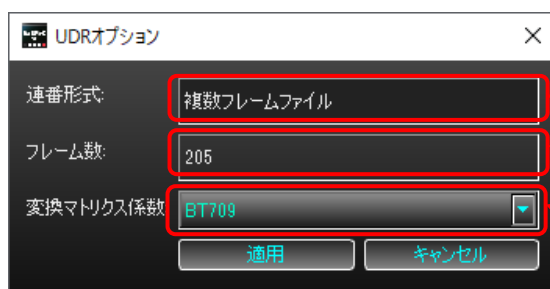 UDRオプション
連番形式:
複数フレームファイル
フレーム数:
205
変換マトリクス係数
BT709
適用
キャンセル